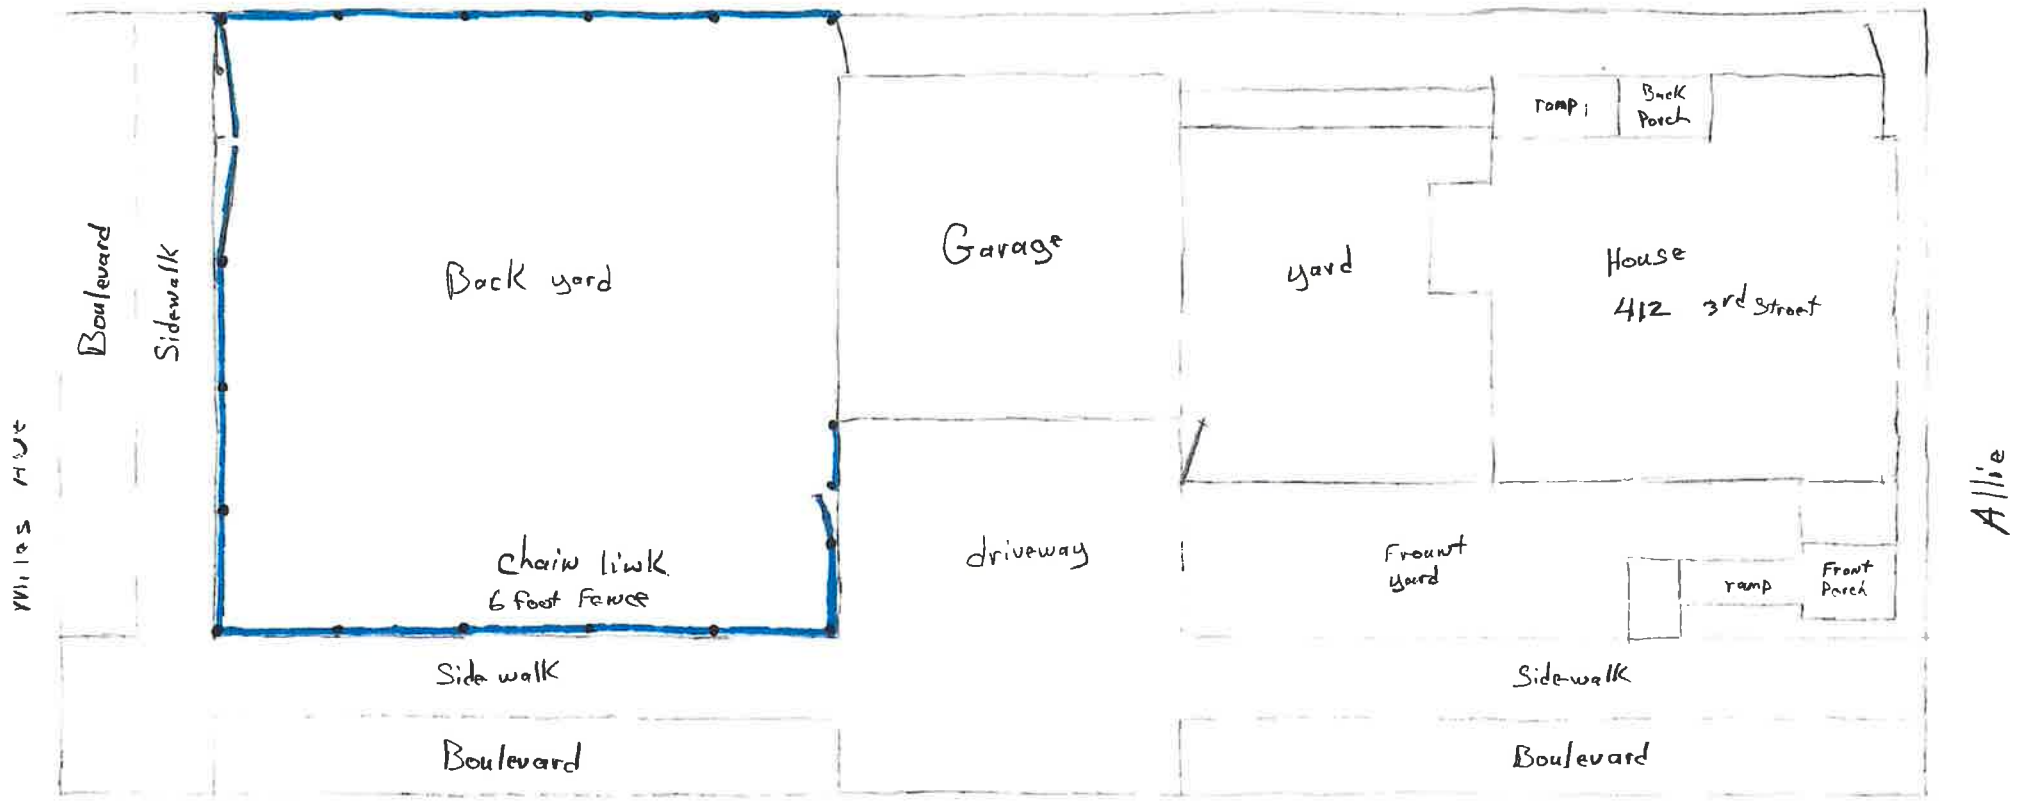 Miles Ave
Boulevard
Sidewalk
Back yard
chain link
6 foot Fence
Garage
driveway
yard
ramp
Back
Porch
House
412 3rd Street
Frount
yard
ramp
Front
Porch
Allie
Side walk
Sidewalk
Boulevard
Boulevard